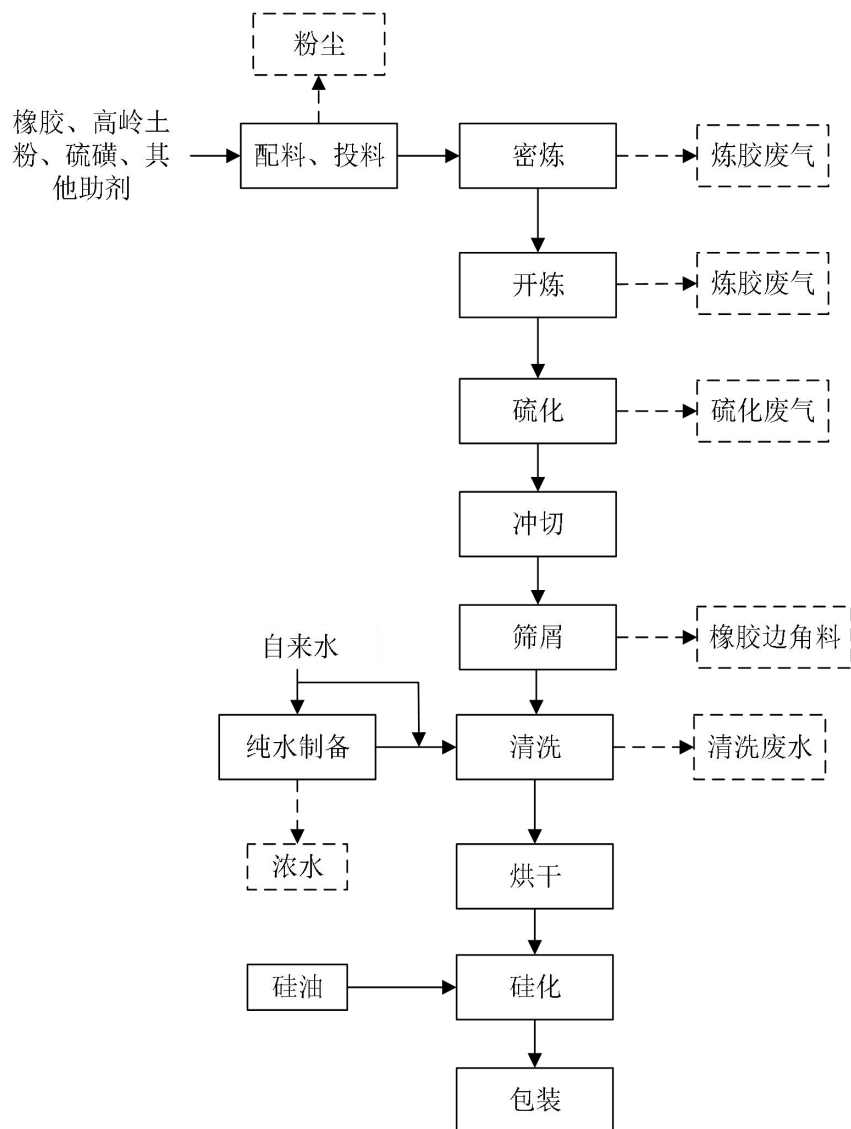 粉尘
橡胶、高岭土
粉、硫磺、其
他助剂
配料、投料
密炼
炼胶废气
开炼
炼胶废气
硫化
硫化废气
冲切
筛屑
橡胶边角料
自来水
纯水制备
清洗
清洗废水
浓水
烘干
硅油
硅化
包装